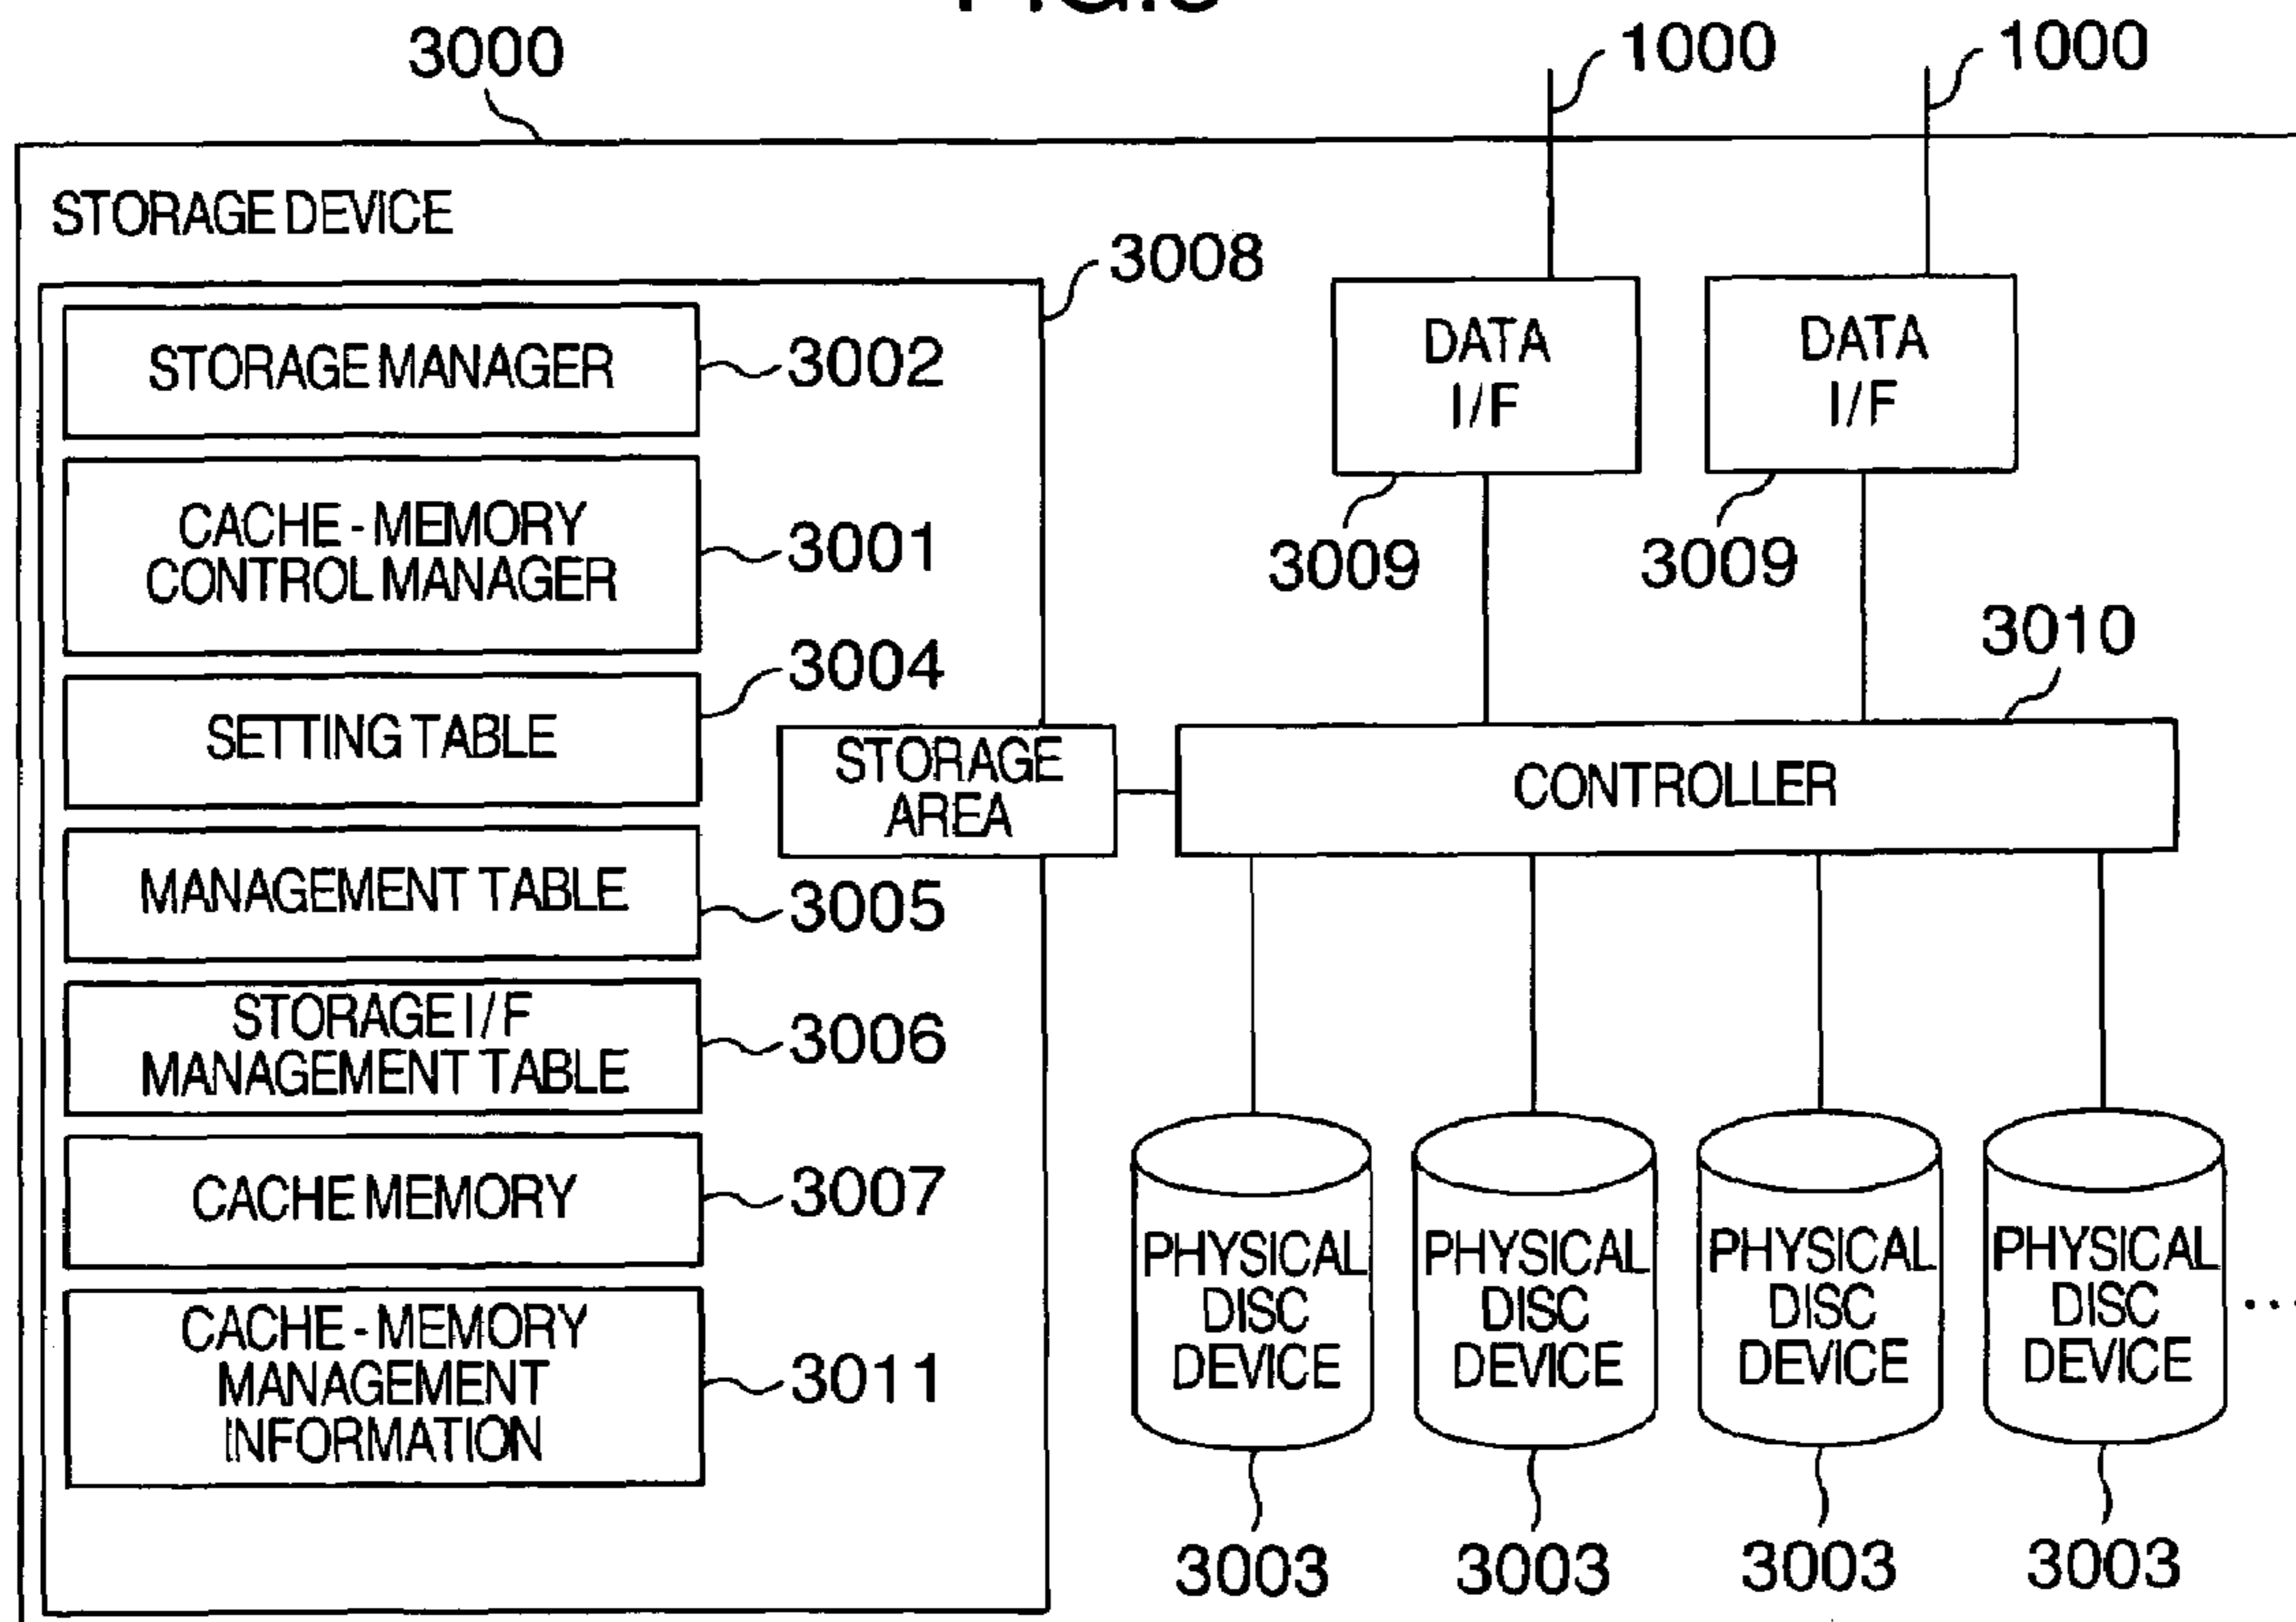 3000
1000
1000
STORAGE DEVICE
3008
STORAGE MANAGER
3002
CACHE-MEMORY
CONTROL MANAGER
3001
SETTING TABLE
3004
MANAGEMENT TABLE
3005
STORAGE I/F
MANAGEMENT TABLE
3006
CACHE MEMORY
3007
CACHE-MEMORY
MANAGEMENT
INFORMATION
3011
STORAGE
AREA
DATA
I/F
3009
DATA
I/F
3009
3010
CONTROLLER
PHYSICAL
DISC
DEVICE
3003
PHYSICAL
DISC
DEVICE
3003
PHYSICAL
DISC
DEVICE
3003
PHYSICAL
DISC
DEVICE
3003
...